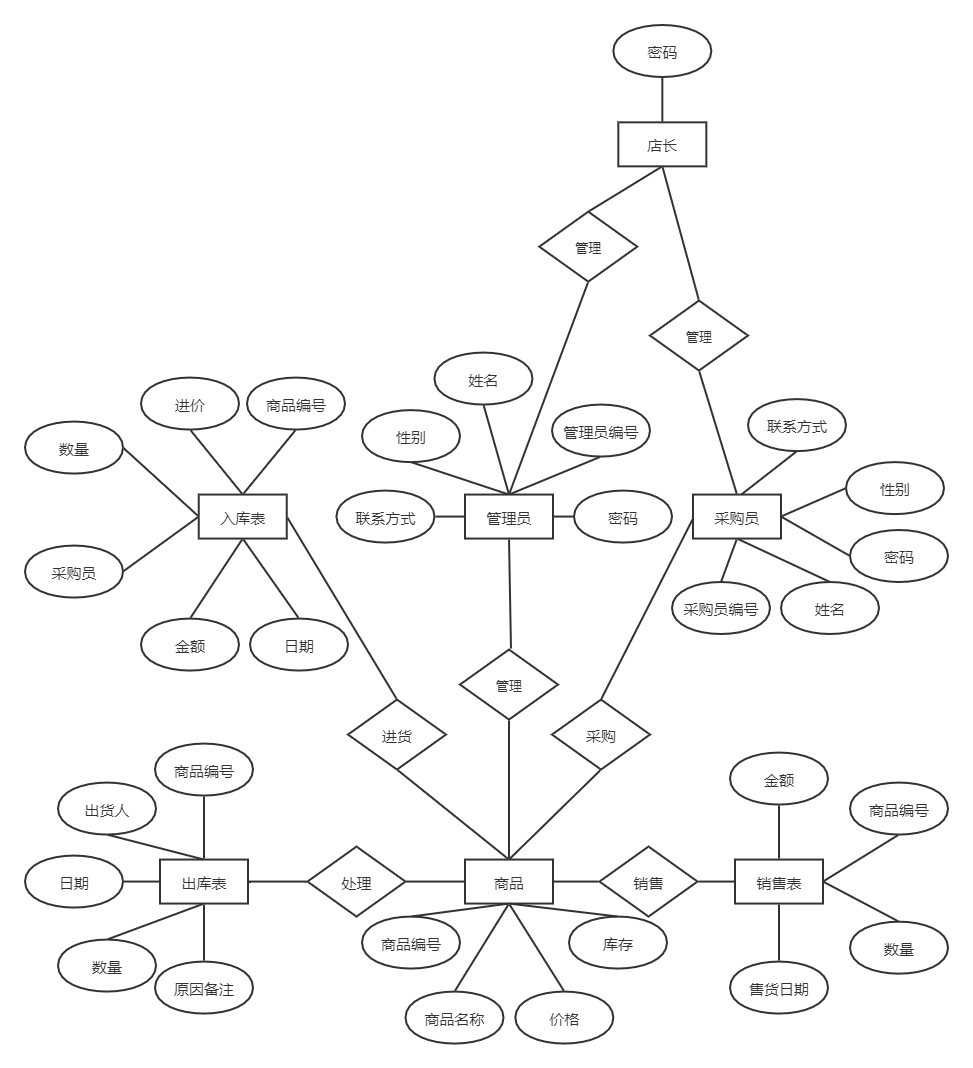 密码
店长
管理
管理
姓名
进价
商品编号
联系方式
性别
管理员编号
数量
性别
入库表
联系方式
管理员
密码
采购员
密码
采购员
采购员编号
姓名
金额
日期
管理
进货
采购
商品编号
金额
出货人
商品编号
日期
出库表
处理
商品
销售
销售表
商品编号
库存
数量
数量
原因备注
售货日期
商品名称
价格